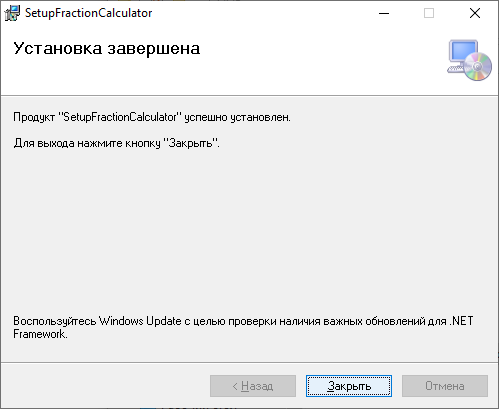 SetupFractionCalculator
Установка завершена
Продукт "SetupFractionCalculator" успешно установлен.
Для выхода нажмите кнопку "Закрыть".
Воспользуйтесь Windows Update с целью проверки наличия важных обновлений для .NET
Framework.
< Назад
Закрыть
Отмена